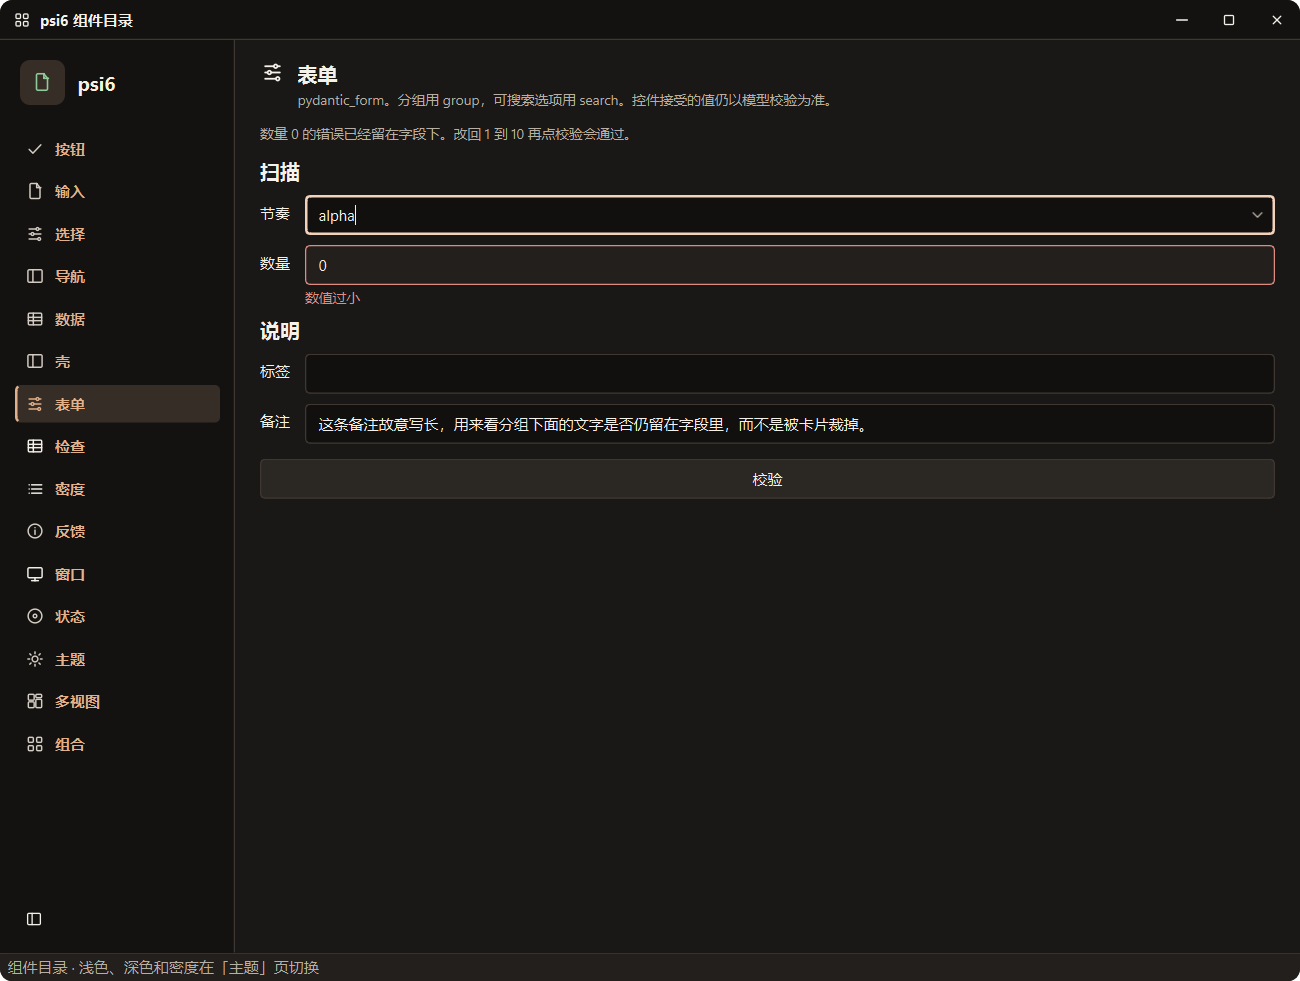 psi6 组件目录
psi6
按钮
输入
选择
导航
数据
壳
表单
检查
密度
反馈
窗口
状态
主题
多视图
组合
表单
pydantic_form。分组用 group，可搜索选项用 search。控件接受的值仍以模型校验为准。
数量 0 的错误已经留在字段下。改回 1 到 10 再点校验会通过。
扫描
节奏 alpha
数量 0
数值过小
说明
标签
备注 这条备注故意写长，用来看分组下面的文字是否仍留在字段里，而不是被卡片裁掉。
校验
组件目录 · 浅色、深色和密度在「主题」页切换